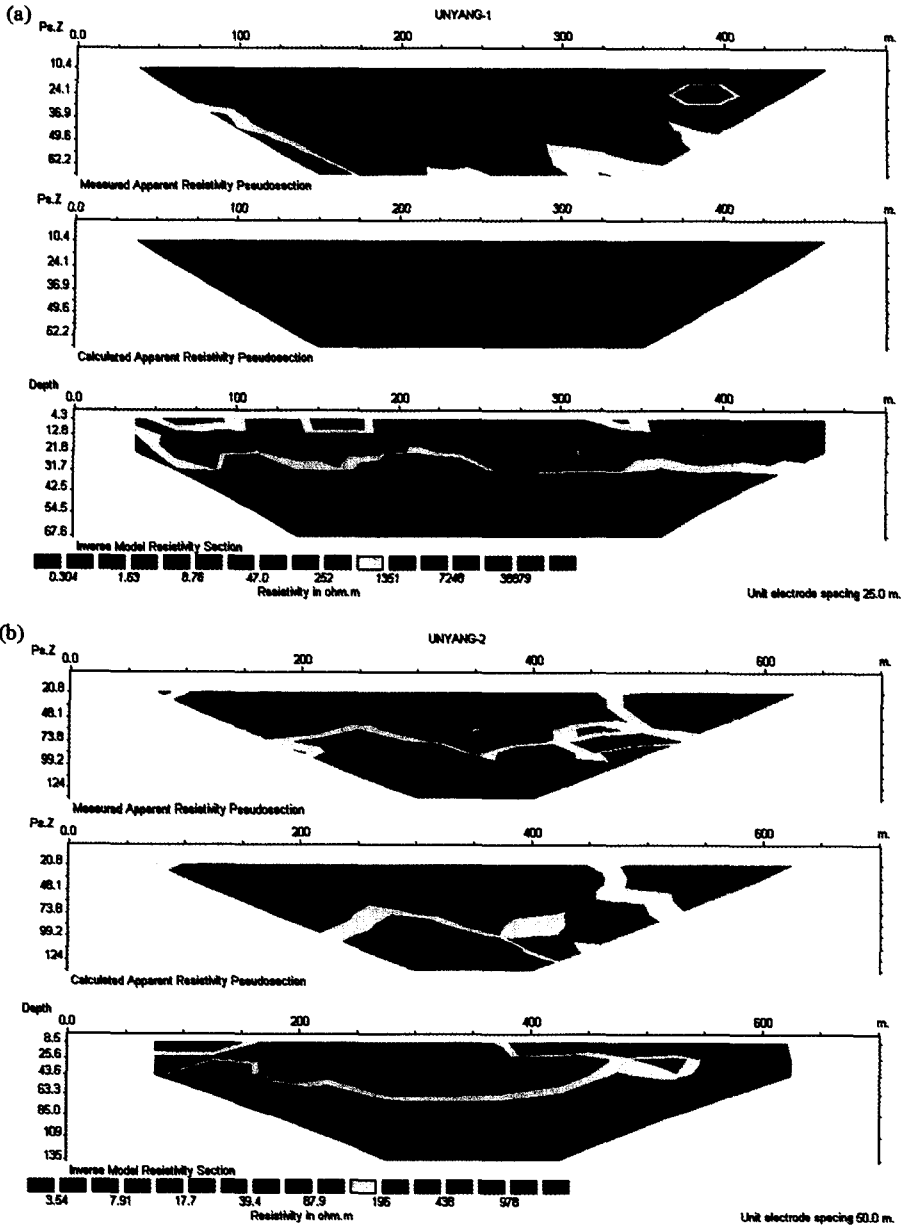 (a)
UNYANG-1
Ps.Z 0.0 100 200 300 400 m.
10.4
24.1
36.9
49.6
62.2
Measured Apparent Resistivity Pseudosection
Ps.Z 0.0 100 200 300 400 m.
10.4
24.1
36.9
49.6
62.2
Calculated Apparent Resistivity Pseudosection
Depth 0.0 100 200 300 400 m.
4.3
12.8
21.8
31.7
42.5
54.5
67.6
Inverse Model Resistivity Section
0.304 1.63 8.76 47.0 252 1351 7246 38879
Resistivity in ohm.m
Unit electrode spacing 25.0 m.
(b)
UNYANG-2
Ps.Z 0.0 200 400 600 m.
20.8
48.1
73.8
99.2
124
Measured Apparent Resistivity Pseudosection
Ps.Z 0.0 200 400 600 m.
20.8
48.1
73.8
99.2
124
Calculated Apparent Resistivity Pseudosection
Depth 0.0 200 400 600 m.
8.5
25.6
43.6
63.3
85.0
109
135
Inverse Model Resistivity Section
3.54 7.91 17.7 39.4 87.9 196 438 978
Resistivity in ohm.m
Unit electrode spacing 50.0 m.